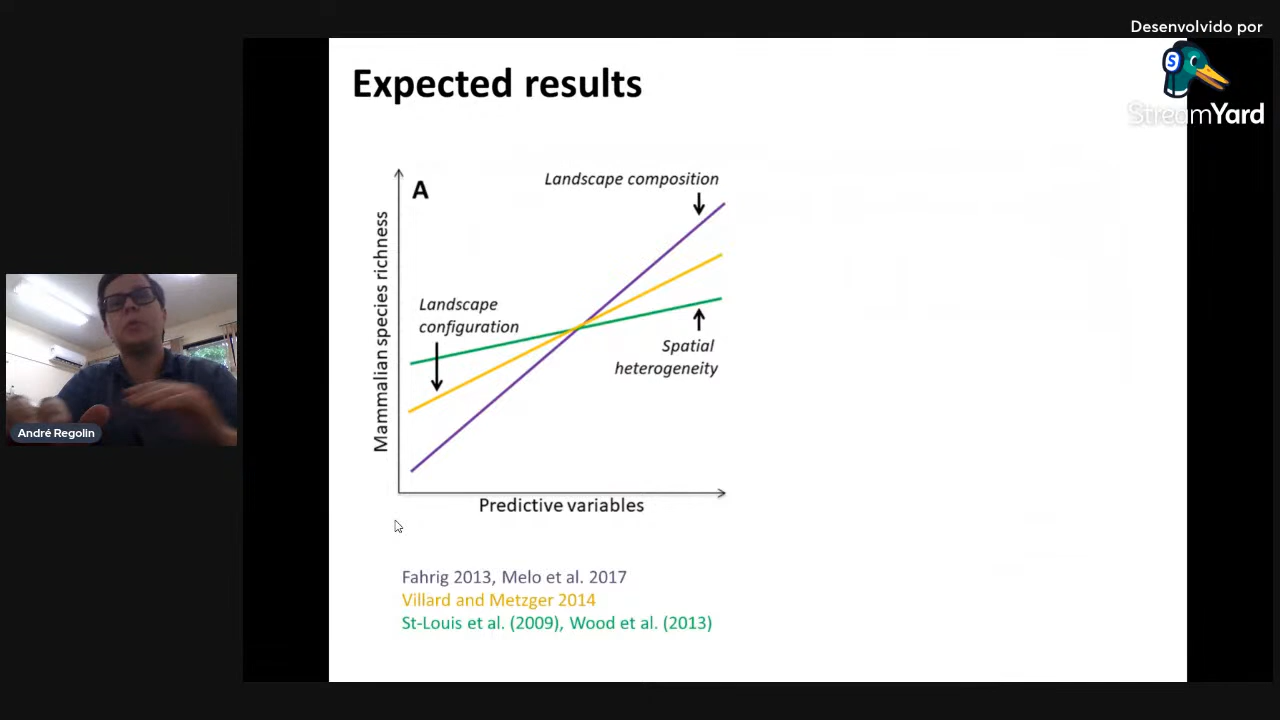 Desenvolvido por
StreamYard
Expected results
A
Landscape composition
Mammalian species richness
Landscape
configuration
Spatial
heterogeneity
Predictive variables
André Regolin
Fahrig 2013, Melo et al. 2017
Villard and Metzger 2014
St-Louis et al. (2009), Wood et al. (2013)